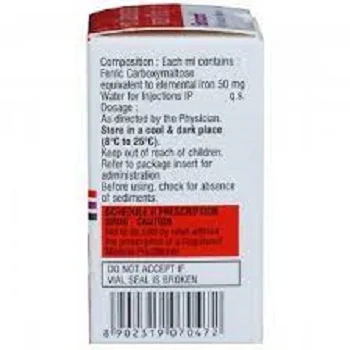 Composition : Each ml contains :
Ferric Carboxymaltose
equivalent to elemental iron 50 mg
Water for Injections IP q.s.
Dosage :
As directed by the Physician.
Store in a cool & dark place
(8°C to 25°C).
Keep out of reach of children.
Refer to package insert for
administration
Before using, check for absence
of sediments.
SCHEDULE H PRESCRIPTION
DRUG - CAUTION
Not to be sold by retail without
the prescription of a Registered
Medical Practitioner
DO NOT ACCEPT IF
VIAL SEAL IS BROKEN
8 902319 070472